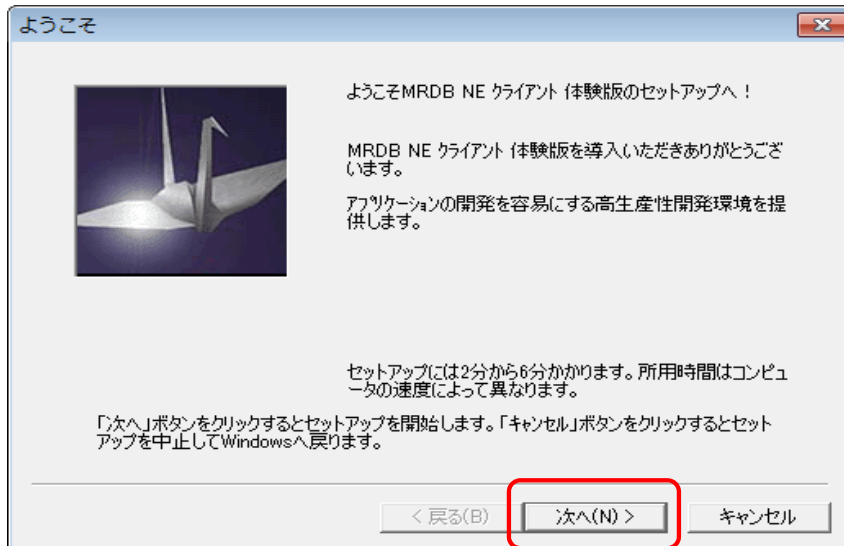 ようこそ
ようこそMRDB NE クライアント 体験版のセットアップへ！
MRDB NE クライアント 体験版を導入いただきありがとうござ
います。
アプリケーションの開発を容易にする高生産性開発環境を提
供します。
セットアップには2分から6分かかります。所用時間はコンピュ
ータの速度によって異なります。
「次へ」ボタンをクリックするとセットアップを開始します。「キャンセル」ボタンをクリックするとセット
アップを中止してWindowsへ戻ります。
< 戻る(B)
次へ(N) >
キャンセル